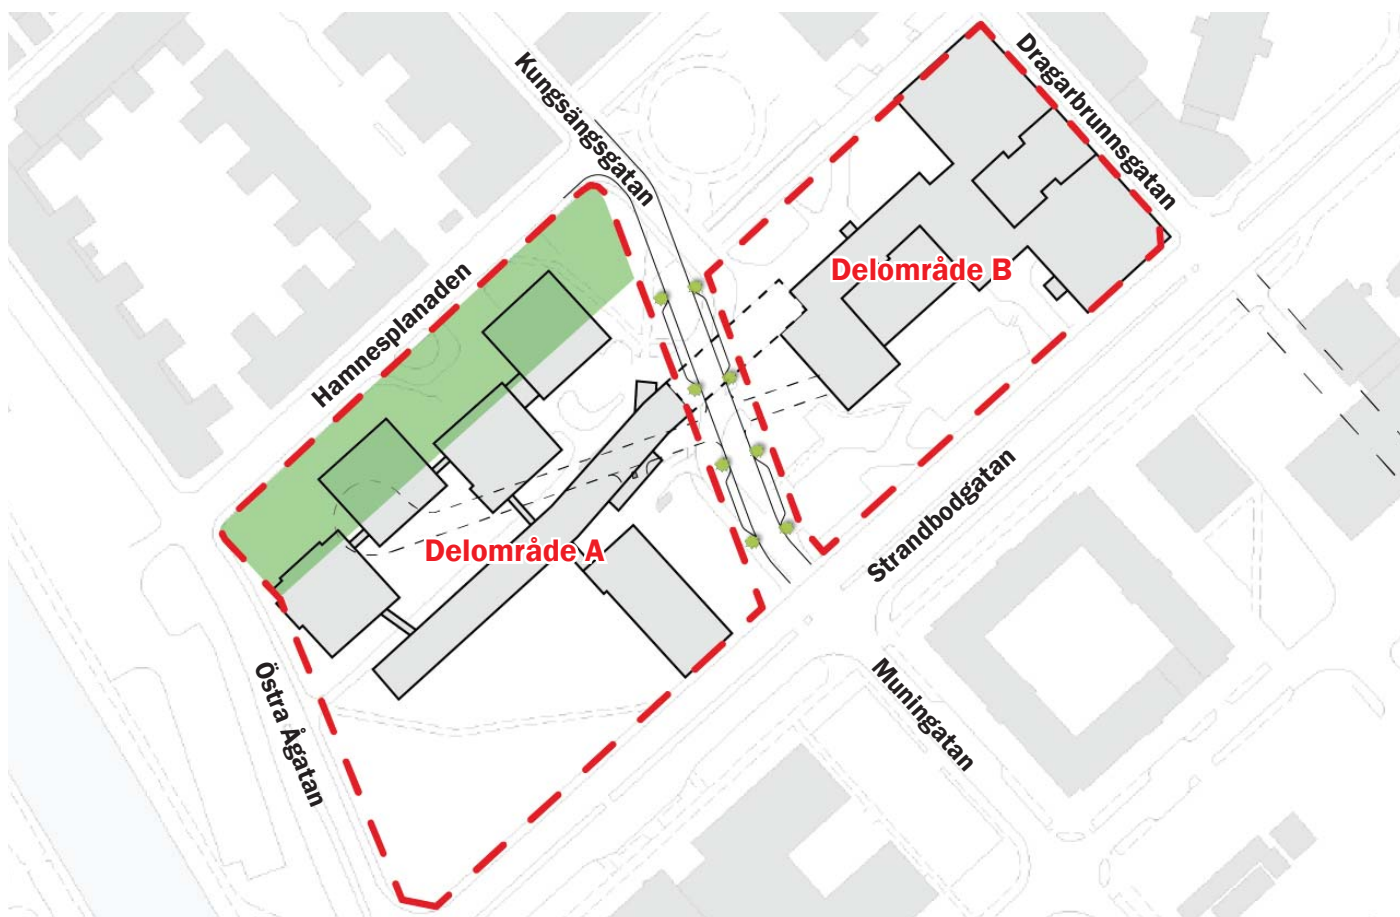 Kungsängsgatan
Dragarbrunnsgatan
Delområde B
Hamnesplanaden
Delområde A
Strandbodgatan
Östra Ågatan
Muningatan